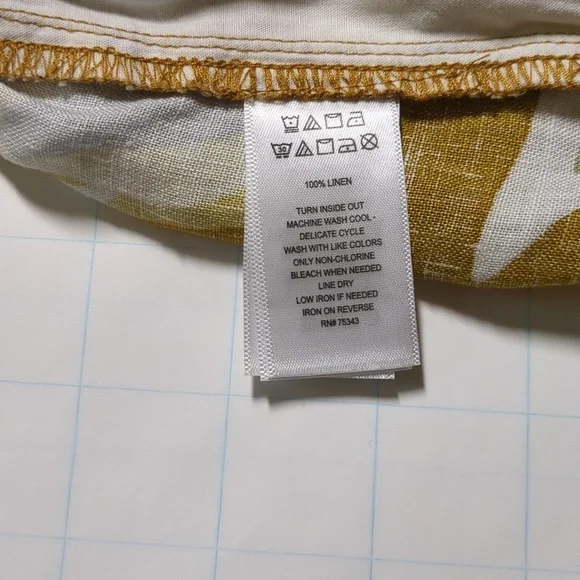 30
100% LINEN
TURN INSIDE OUT
MACHINE WASH COOL -
DELICATE CYCLE
WASH WITH LIKE COLORS
ONLY NON-CHLORINE
BLEACH WHEN NEEDED
LINE DRY
LOW IRON IF NEEDED
IRON ON REVERSE
RN# 75343